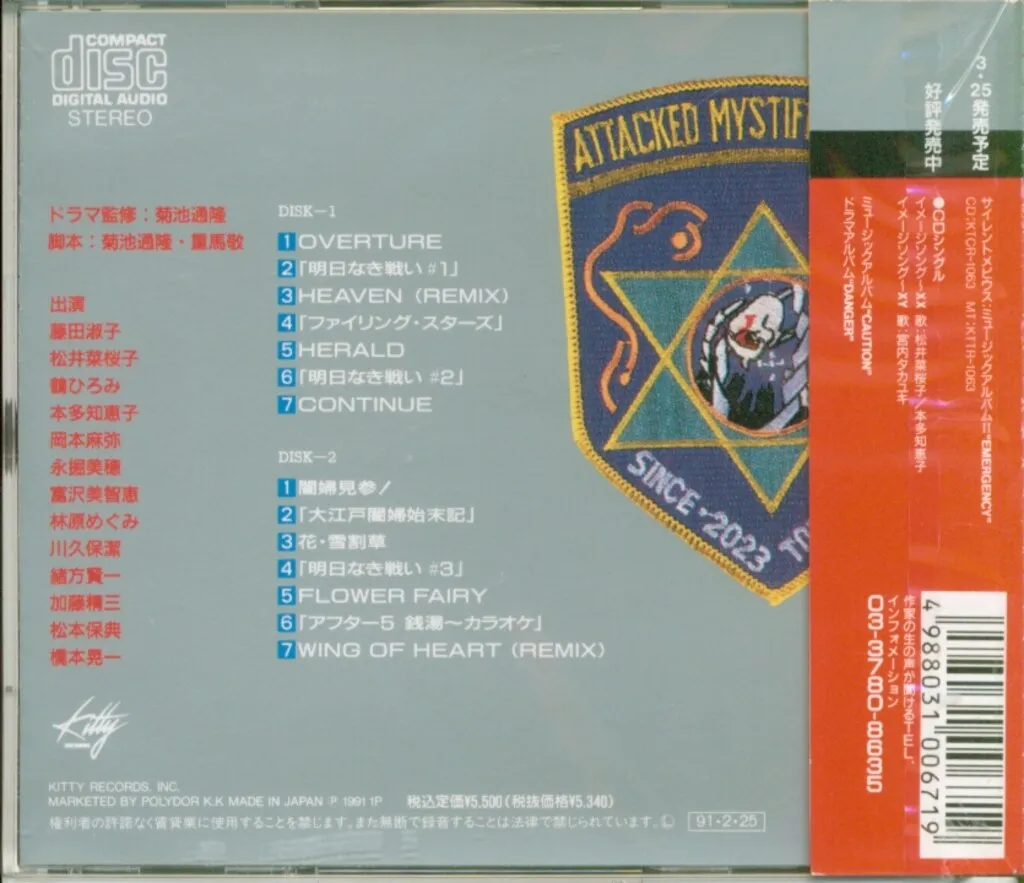 COMPACT
disc
DIGITAL AUDIO
STEREO
ドラマ監修:菊池通隆
脚本:菊池通隆・重馬敬
出演
藤田淑子
松井菜桜子
鶴ひろみ
本多知恵子
岡本麻弥
永堀美穂
富沢美智恵
林原めぐみ
川久保潔
緒方賢一
加藤精三
松本保典
橋本晃一
DISK-1
1 OVERTURE
2 「明日なき戦い #1」
3 HEAVEN (REMIX)
4 「ファイリング・スターズ」
5 HERALD
6 「明日なき戦い #2」
7 CONTINUE
DISK-2
1 闇婦見参!
2 「大江戸闇婦始末記」
3 花・雪割草
4 「明日なき戦い #3」
5 FLOWER FAIRY
6 「アフター5 銭湯〜カラオケ」
7 WING OF HEART (REMIX)
Kitty
RECORDS
KITTY RECORDS, INC.
MARKETED BY POLYDOR K.K MADE IN JAPAN Ⓟ 1991 1P 税込定価¥5,500(税抜価格¥5,340)
権利者の許諾なく賃貸業に使用することを禁じます。また無断で録音することは法律で禁じられています。Ⓛ 91・2・25
ATTACKED MYSTIF
SINCE・2023 TO
3・25発売予定
サイレントメビウス:ミュージックアルバムII"EMERGENCY"
CD:KTCR-1063 MT:KTTR-1063
好評発売中
●CDシングル
イメージソング〜XX 歌:松井菜桜子/本多知恵子
イメージソング〜XY 歌:宮内タカユキ
ミュージックアルバム"CAUTION"
ドラマアルバム"DANGER"
作家の生の声が聞けるTEL.
インフォメーション
03-3780-8635
4 988031 006719